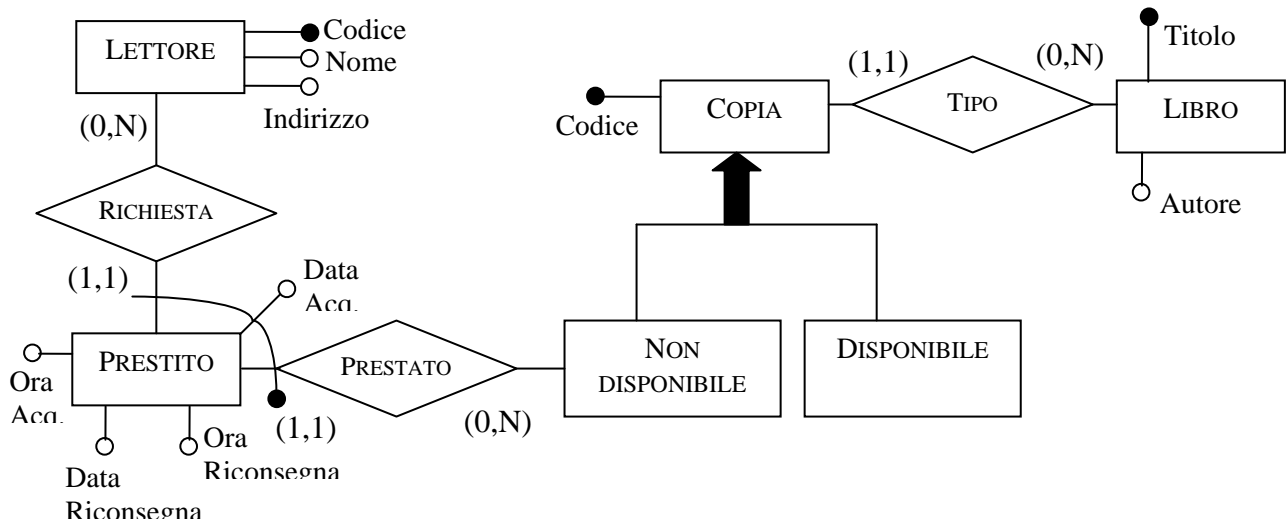 LETTORE
Codice
Nome
Indirizzo
(0,N)
RICHIESTA
(1,1)
Data
Acq.
PRESTITO
Ora
Acq.
Data
Riconsegna
Ora
Riconsegna
(1,1)
PRESTATO
(0,N)
NON
DISPONIBILE
DISPONIBILE
Codice
COPIA
(1,1)
TIPO
(0,N)
LIBRO
Titolo
Autore